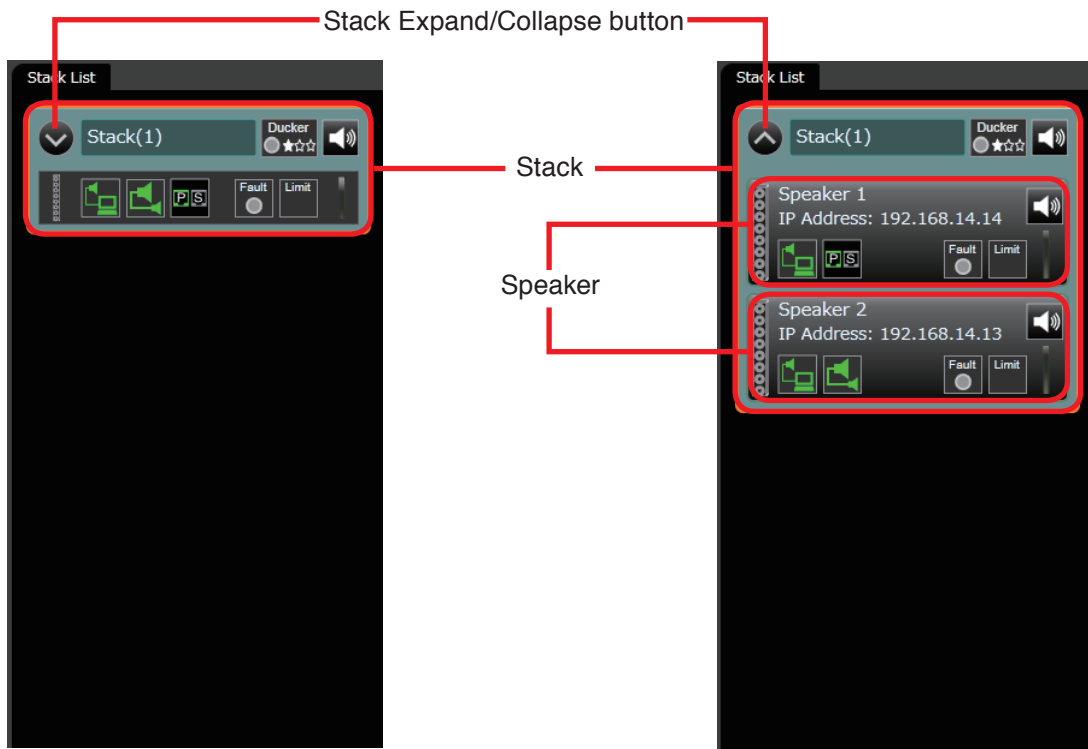 Stack Expand/Collapse button
Stack List
Stack(1)
Ducker
★☆☆
P S
Fault
Limit
Stack
Speaker
Stack List
Stack(1)
Ducker
★☆☆
Speaker 1
IP Address: 192.168.14.14
P S
Fault
Limit
Speaker 2
IP Address: 192.168.14.13
Fault
Limit